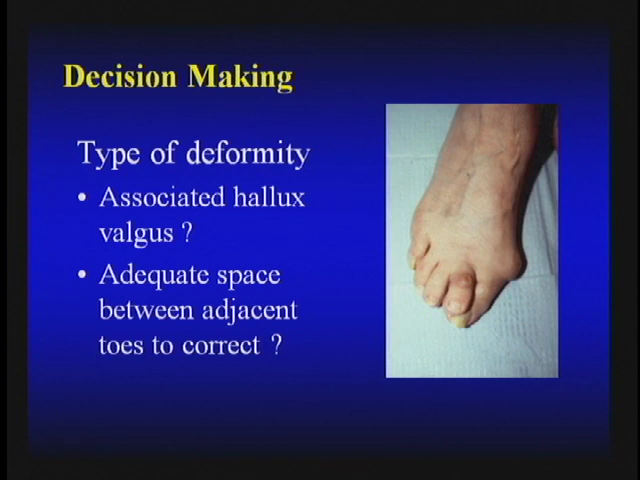 Decision Making
Type of deformity
• Associated hallux
valgus ?
• Adequate space
between adjacent
toes to correct ?